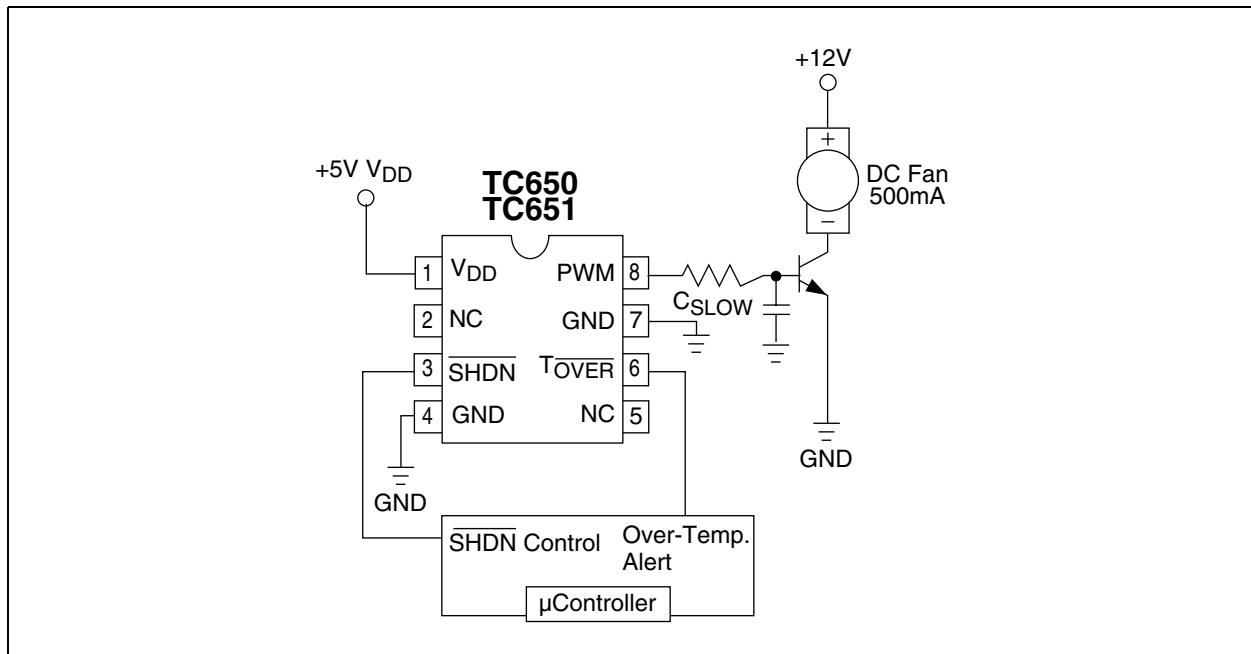 +12V
+
DC Fan
500mA
−
+5V VDD
TC650
TC651
1 VDD
PWM 8
2 NC
GND 7
3 SHDN
TOVER 6
4 GND
NC 5
CSLOW
GND
GND
SHDN Control
Over-Temp.
Alert
µController